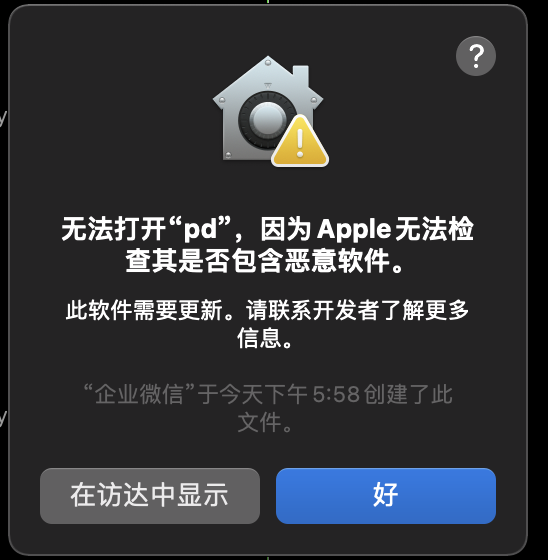 ?
无法打开“pd”，因为 Apple 无法检
查其是否包含恶意软件。
此软件需要更新。请联系开发者了解更多
信息。
“企业微信”于今天下午 5:58 创建了此
文件。
在访达中显示
好